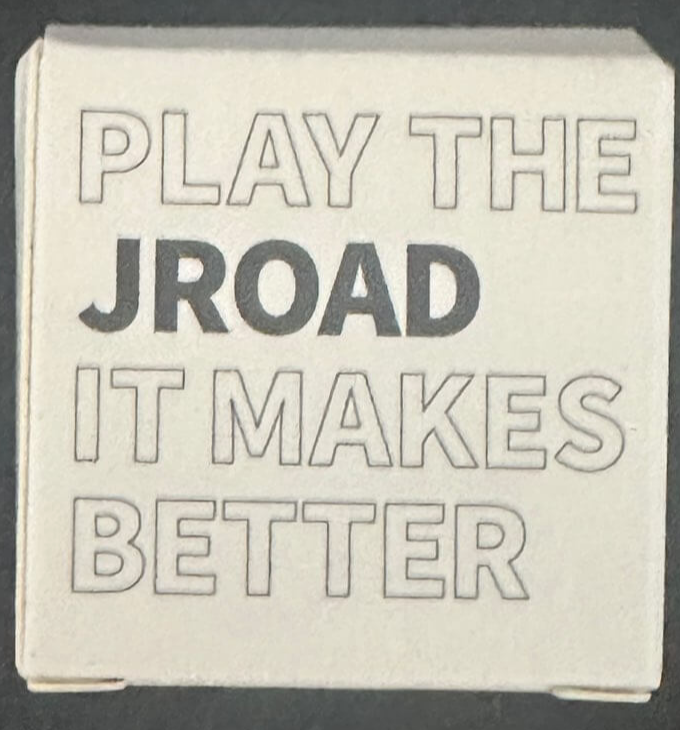 PLAY THE
JROAD
IT MAKES
BETTER